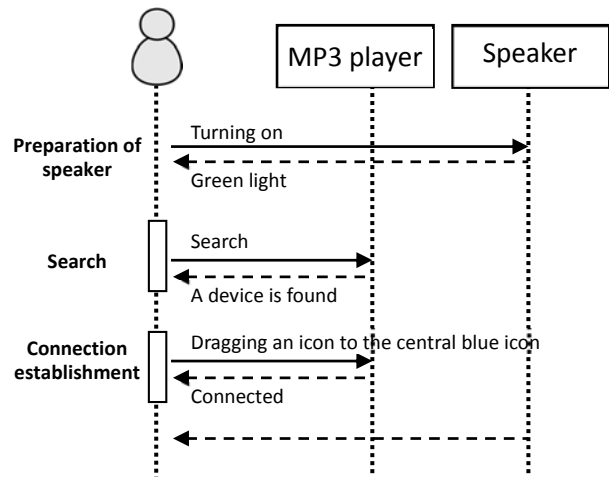 MP3 player
Speaker
Preparation of
speaker
Turning on
Green light
Search
Search
A device is found
Connection
establishment
Dragging an icon to the central blue icon
Connected